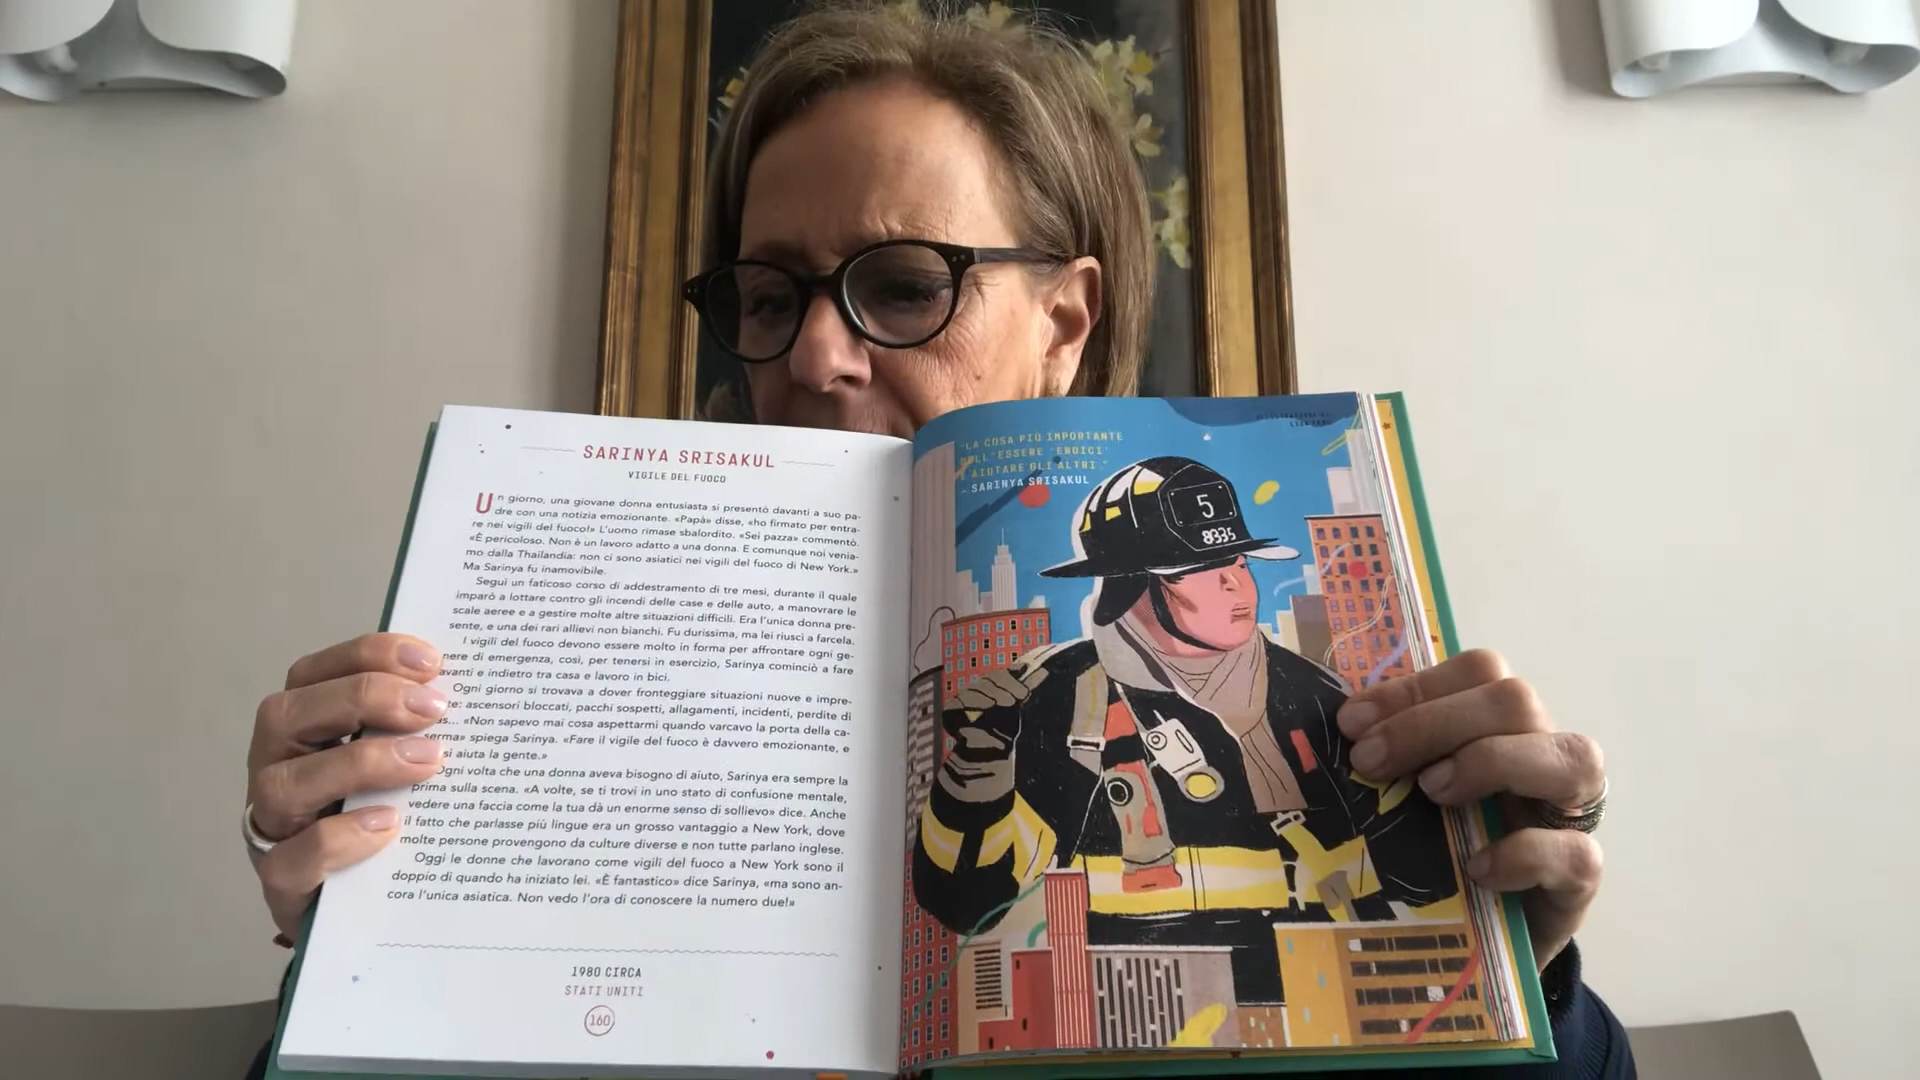 SARINYA SRISAKUL
VIGILE DEL FUOCO
Un giorno, una giovane donna entusiasta si presentò davanti a suo pa-
dre con una notizia emozionante. «Papà» disse, «ho firmato per entra-
re nei vigili del fuoco!» L'uomo rimase sbalordito. «Sei pazza» commentò.
«È pericoloso. Non è un lavoro adatto a una donna. E comunque noi venia-
mo dalla Thailandia: non ci sono asiatici nei vigili del fuoco di New York.»
Ma Sarinya fu inamovibile.
Seguì un faticoso corso di addestramento di tre mesi, durante il quale
imparò a lottare contro gli incendi delle case e delle auto, a manovrare le
scale aeree e a gestire molte altre situazioni difficili. Era l'unica donna pre-
sente, e una dei rari allievi non bianchi. Fu durissima, ma lei riuscì a farcela.
I vigili del fuoco devono essere molto in forma per affrontare ogni ge-
nere di emergenza, così, per tenersi in esercizio, Sarinya cominciò a fare
avanti e indietro tra casa e lavoro in bici.
Ogni giorno si trovava a dover fronteggiare situazioni nuove e impre-
te: ascensori bloccati, pacchi sospetti, allagamenti, incidenti, perdite di
as... «Non sapevo mai cosa aspettarmi quando varcavo la porta della ca-
serma» spiega Sarinya. «Fare il vigile del fuoco è davvero emozionante, e
si aiuta la gente.»
Ogni volta che una donna aveva bisogno di aiuto, Sarinya era sempre la
prima sulla scena. «A volte, se ti trovi in uno stato di confusione mentale,
vedere una faccia come la tua dà un enorme senso di sollievo» dice. Anche
il fatto che parlasse più lingue era un grosso vantaggio a New York, dove
molte persone provengono da culture diverse e non tutte parlano inglese.
Oggi le donne che lavorano come vigili del fuoco a New York sono il
doppio di quando ha iniziato lei. «È fantastico» dice Sarinya, «ma sono an-
cora l'unica asiatica. Non vedo l'ora di conoscere la numero due!»
1980 CIRCA
STATI UNITI
160
"LA COSA PIÙ IMPORTANTE
DELL'ESSERE 'EROICI'
È AIUTARE GLI ALTRI."
- SARINYA SRISAKUL
5
8335